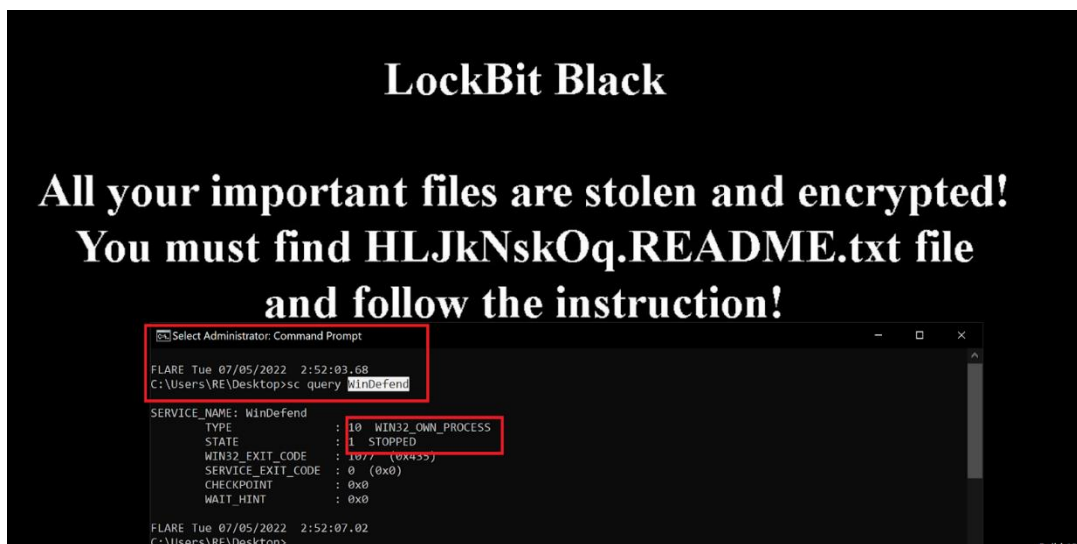 LockBit Black
All your important files are stolen and encrypted!
You must find HLJkNskOq.README.txt file
and follow the instruction!
Select Administrator: Command Prompt
FLARE Tue 07/05/2022 2:52:03.68
C:\Users\RE\Desktop>sc query WinDefend
SERVICE_NAME: WinDefend
TYPE : 10 WIN32_OWN_PROCESS
STATE : 1 STOPPED
WIN32_EXIT_CODE : 1077 (0x435)
SERVICE_EXIT_CODE : 0 (0x0)
CHECKPOINT : 0x0
WAIT_HINT : 0x0
FLARE Tue 07/05/2022 2:52:07.02
C:\Users\RE\Desktop>